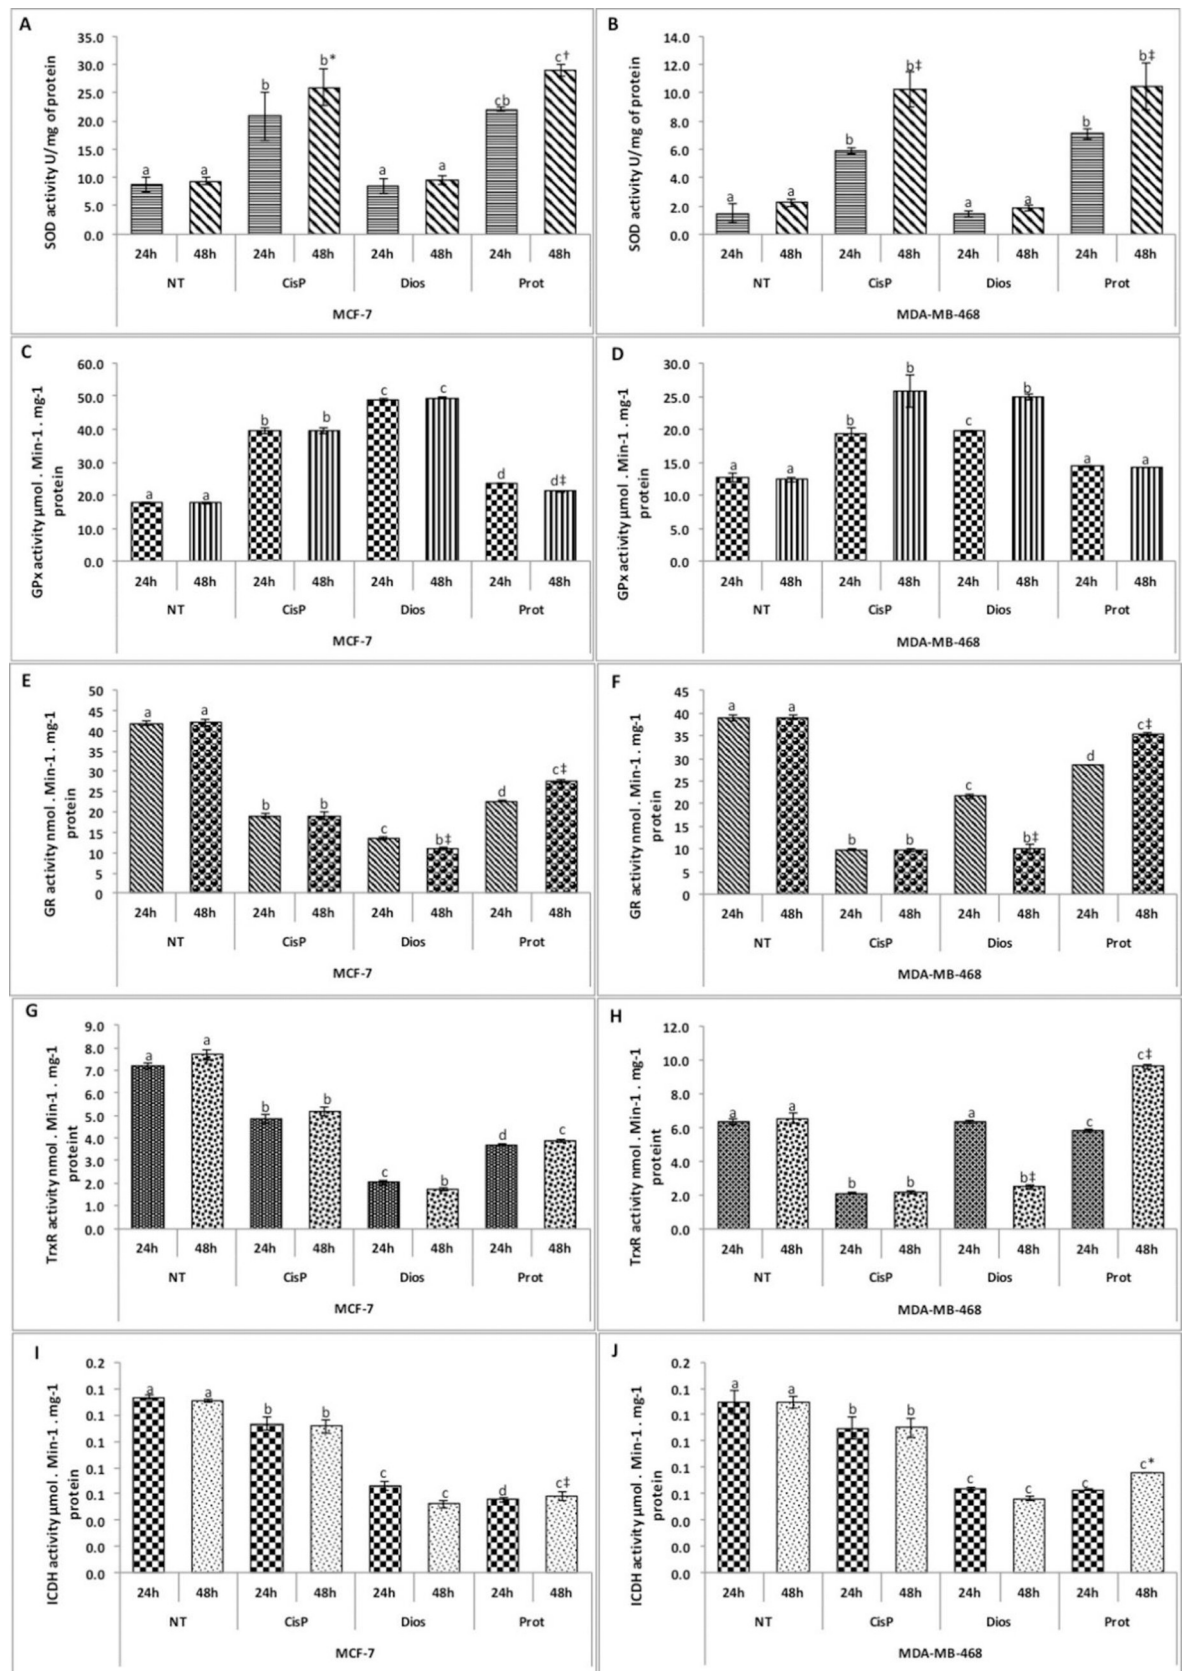 A
SOD activity U/mg of protein
35.0
30.0
25.0
20.0
15.0
10.0
5.0
0.0
a a b b* a a cb c†
24h 48h 24h 48h 24h 48h 24h 48h
NT CisP Dios Prot
MCF-7
B
SOD activity U/mg of protein
14.0
12.0
10.0
8.0
6.0
4.0
2.0
0.0
a a b b‡ a a b b‡
24h 48h 24h 48h 24h 48h 24h 48h
NT CisP Dios Prot
MDA-MB-468
C
GPx activity µmol . Min-1 . mg-1
protein
60.0
50.0
40.0
30.0
20.0
10.0
0.0
a a b b c c d d‡
24h 48h 24h 48h 24h 48h 24h 48h
NT CisP Dios Prot
MCF-7
D
GPx activity µmol . Min-1 . mg-1
protein
30.0
25.0
20.0
15.0
10.0
5.0
0.0
a a b b c b a a
24h 48h 24h 48h 24h 48h 24h 48h
NT CisP Dios Prot
MDA-MB-468
E
GR activity nmol . Min-1 . mg-1
protein
50
45
40
35
30
25
20
15
10
5
0
a a b b c b‡ d c‡
24h 48h 24h 48h 24h 48h 24h 48h
NT CisP Dios Prot
MCF-7
F
GR activity nmol . Min-1 . mg-1
protein
45
40
35
30
25
20
15
10
5
0
a a b b c b‡ d c‡
24h 48h 24h 48h 24h 48h 24h 48h
NT CisP Dios Prot
MDA-MB-468
G
TrxR activity nmol . Min-1 . mg-1
proteint
9.0
8.0
7.0
6.0
5.0
4.0
3.0
2.0
1.0
0.0
a a b b c b d c
24h 48h 24h 48h 24h 48h 24h 48h
NT CisP Dios Prot
MCF-7
H
TrxR activity nmol . Min-1 . mg-1
proteint
12.0
10.0
8.0
6.0
4.0
2.0
0.0
a a b b a b‡ c c‡
24h 48h 24h 48h 24h 48h 24h 48h
NT CisP Dios Prot
MDA-MB-468
I
ICDH activity µmol . Min-1 . mg-1
protein
0.2
0.1
0.1
0.1
0.1
0.1
0.0
0.0
0.0
a a b b c c d c‡
24h 48h 24h 48h 24h 48h 24h 48h
NT CisP Dios Prot
MCF-7
J
ICDH activity µmol . Min-1 . mg-1
protein
0.2
0.1
0.1
0.1
0.1
0.1
0.0
0.0
0.0
a a b b c c c c*
24h 48h 24h 48h 24h 48h 24h 48h
NT CisP Dios Prot
MDA-MB-468